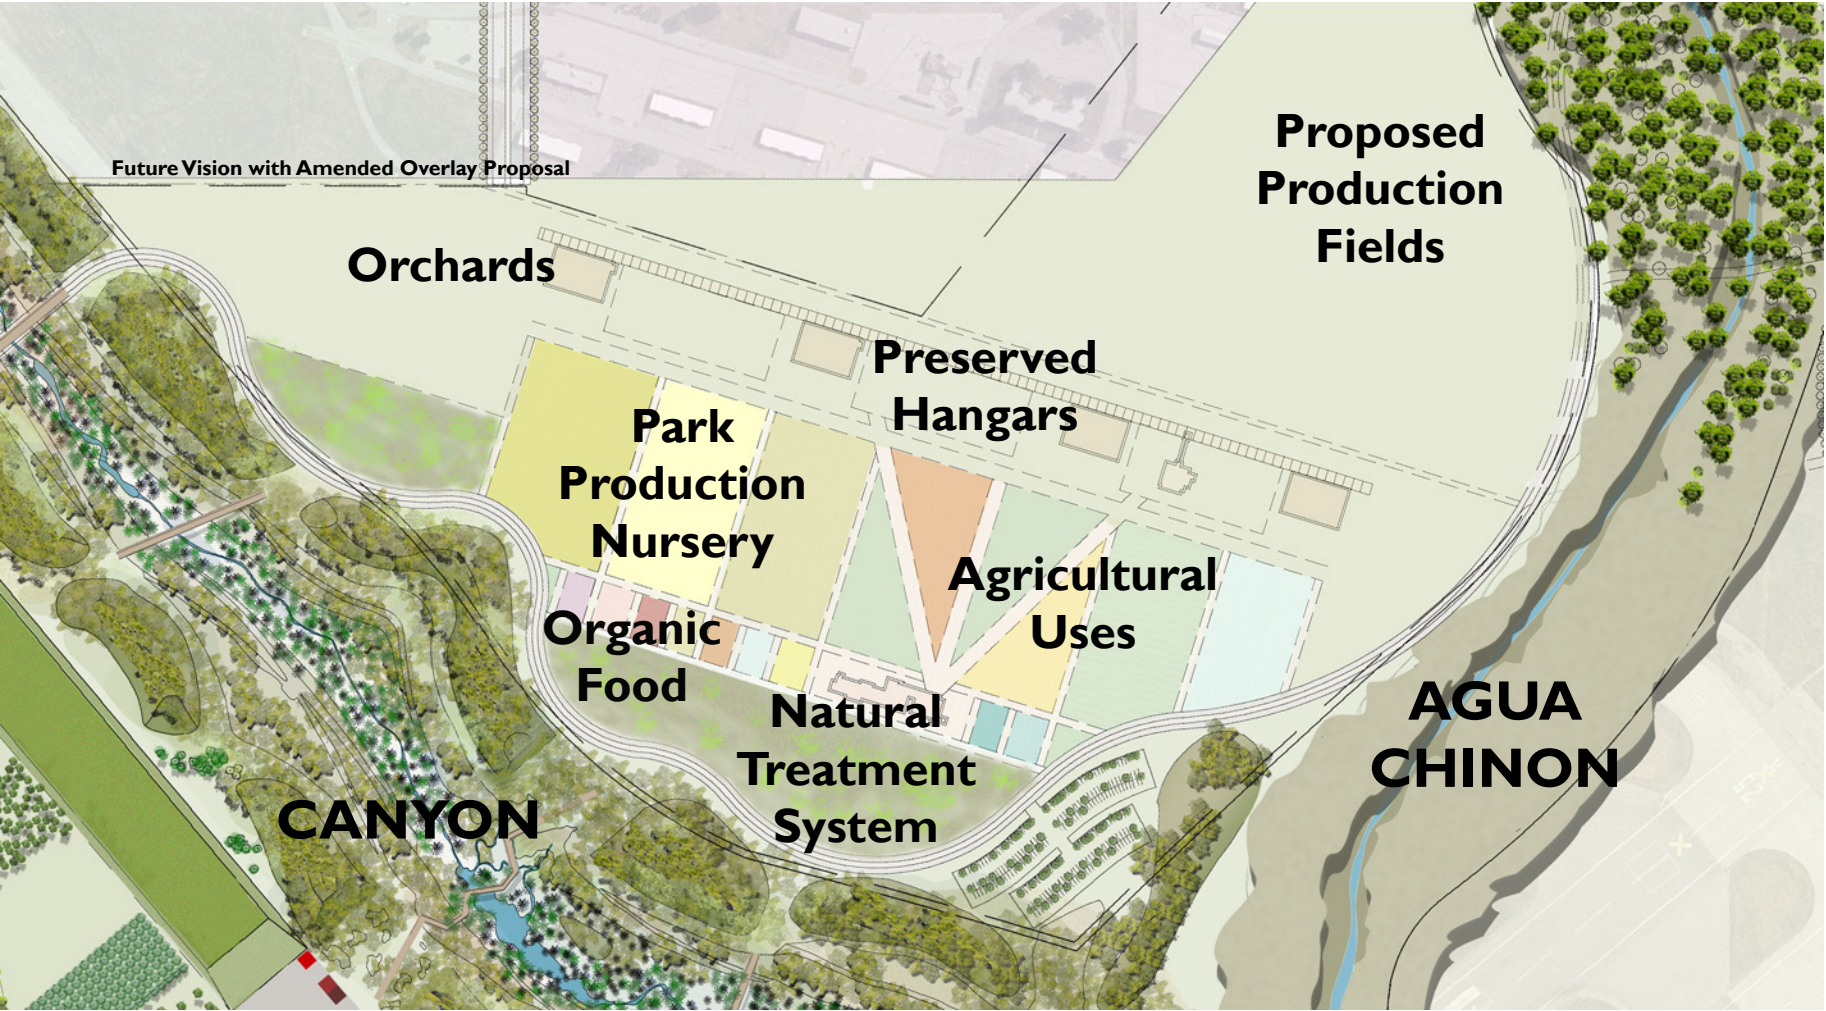 Proposed
Production
Fields
Future Vision with Amended Overlay Proposal
Orchards
Preserved
Hangars
Park
Production
Nursery
Agricultural
Uses
Organic
Food
Natural
Treatment
System
AGUA
CHINON
CANYON